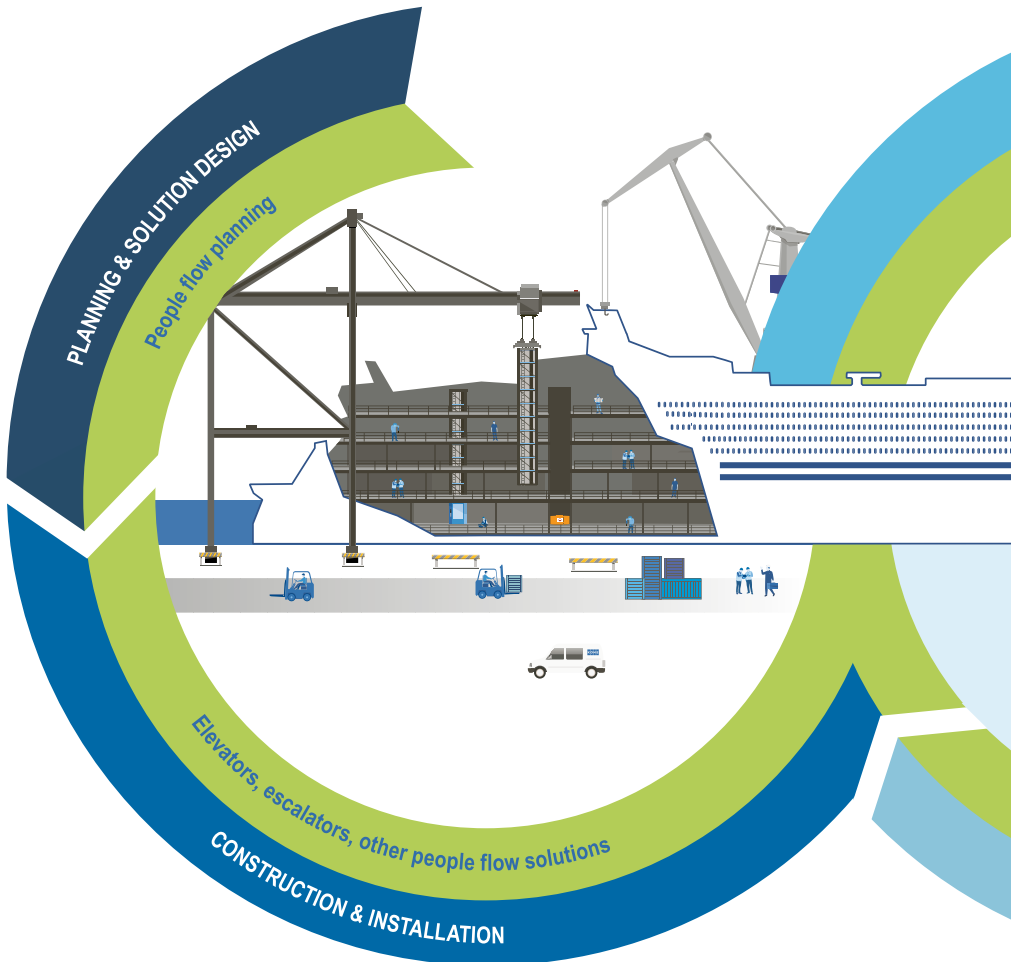 PLANNING & SOLUTION DESIGN
People flow planning
Elevators, escalators, other people flow solutions
CONSTRUCTION & INSTALLATION